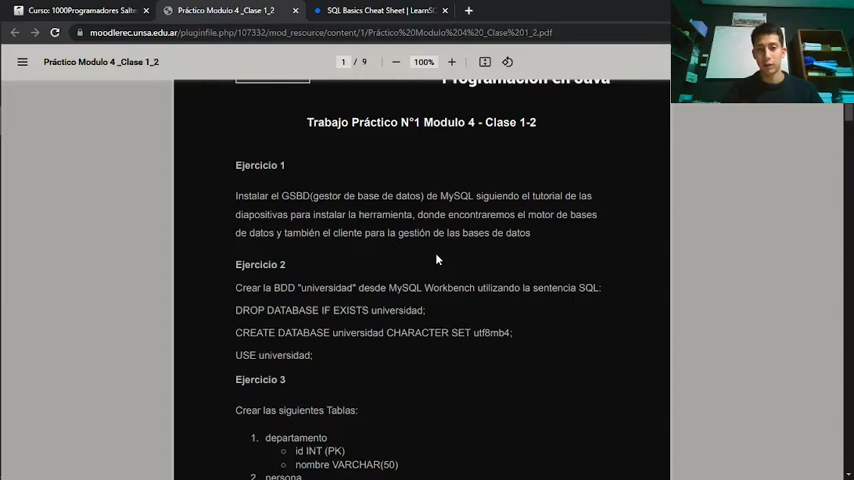 Curso: 1000Programadores Salte
Práctico Modulo 4 _Clase 1_2
SQL Basics Cheat Sheet | LearnSC
moodlerec.unsa.edu.ar/pluginfile.php/107332/mod_resource/content/1/Práctico%20Modulo%204%20_Clase%201_2.pdf
Práctico Modulo 4 _Clase 1_2
1 / 9
100%
Programación en Java
Trabajo Práctico N°1 Modulo 4 - Clase 1-2
Ejercicio 1
Instalar el GSBD(gestor de base de datos) de MySQL siguiendo el tutorial de las
diapositivas para instalar la herramienta, donde encontraremos el motor de bases
de datos y también el cliente para la gestión de las bases de datos
Ejercicio 2
Crear la BDD "universidad" desde MySQL Workbench utilizando la sentencia SQL:
DROP DATABASE IF EXISTS universidad;
CREATE DATABASE universidad CHARACTER SET utf8mb4;
USE universidad;
Ejercicio 3
Crear las siguientes Tablas:
1. departamento
id INT (PK)
nombre VARCHAR(50)
2. persona